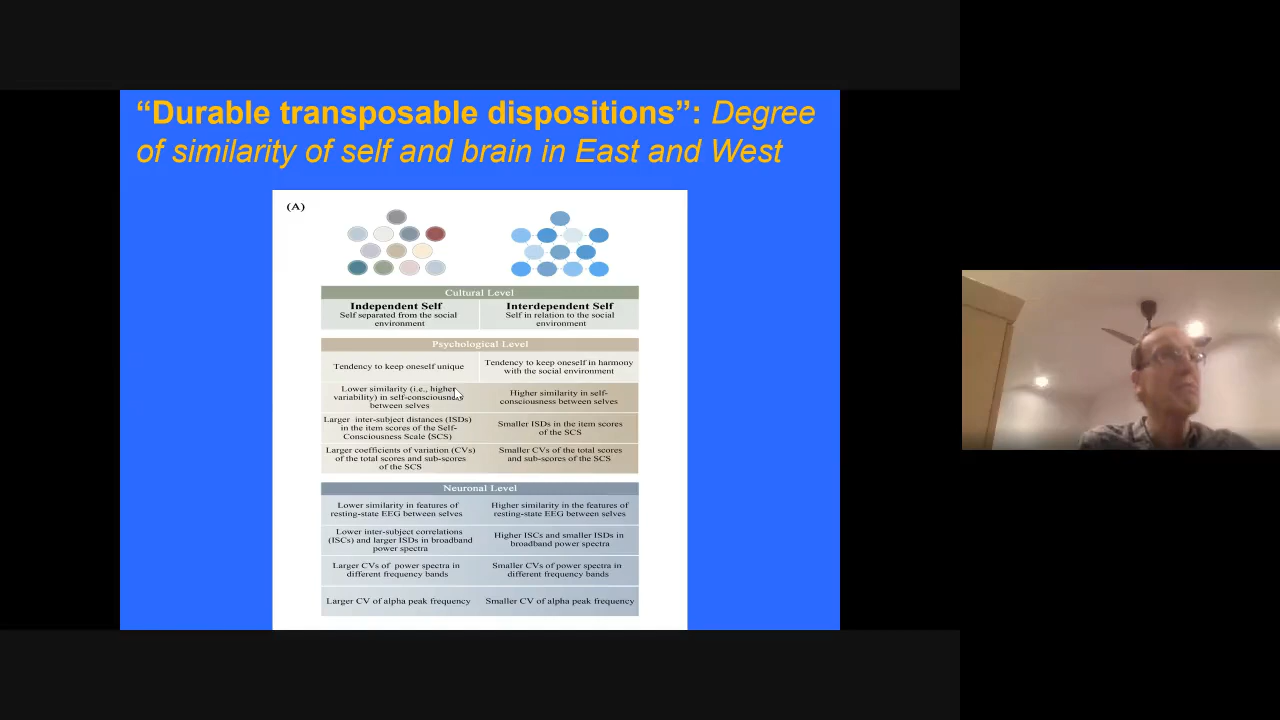 “Durable transposable dispositions”: Degree
of similarity of self and brain in East and West
(A)
Cultural Level
Independent Self
Self separated from the social
environment
Interdependent Self
Self in relation to the social
environment
Psychological Level
Tendency to keep oneself unique
Tendency to keep oneself in harmony
with the social environment
Lower similarity (i.e., higher
variability) in self-consciousness
between selves
Higher similarity in self-
consciousness between selves
Larger inter-subject distances (ISDs)
in the item scores of the Self-
Consciousness Scale (SCS)
Smaller ISDs in the item scores
of the SCS
Larger coefficients of variation (CVs)
of the total scores and sub-scores
of the SCS
Smaller CVs of the total scores
and sub-scores of the SCS
Neuronal Level
Lower similarity in features of
resting-state EEG between selves
Higher similarity in the features of
resting-state EEG between selves
Lower inter-subject correlations
(ISCs) and larger ISDs in broadband
power spectra
Higher ISCs and smaller ISDs in
broadband power spectra
Larger CVs of power spectra in
different frequency bands
Smaller CVs of power spectra in
different frequency bands
Larger CV of alpha peak frequency
Smaller CV of alpha peak frequency